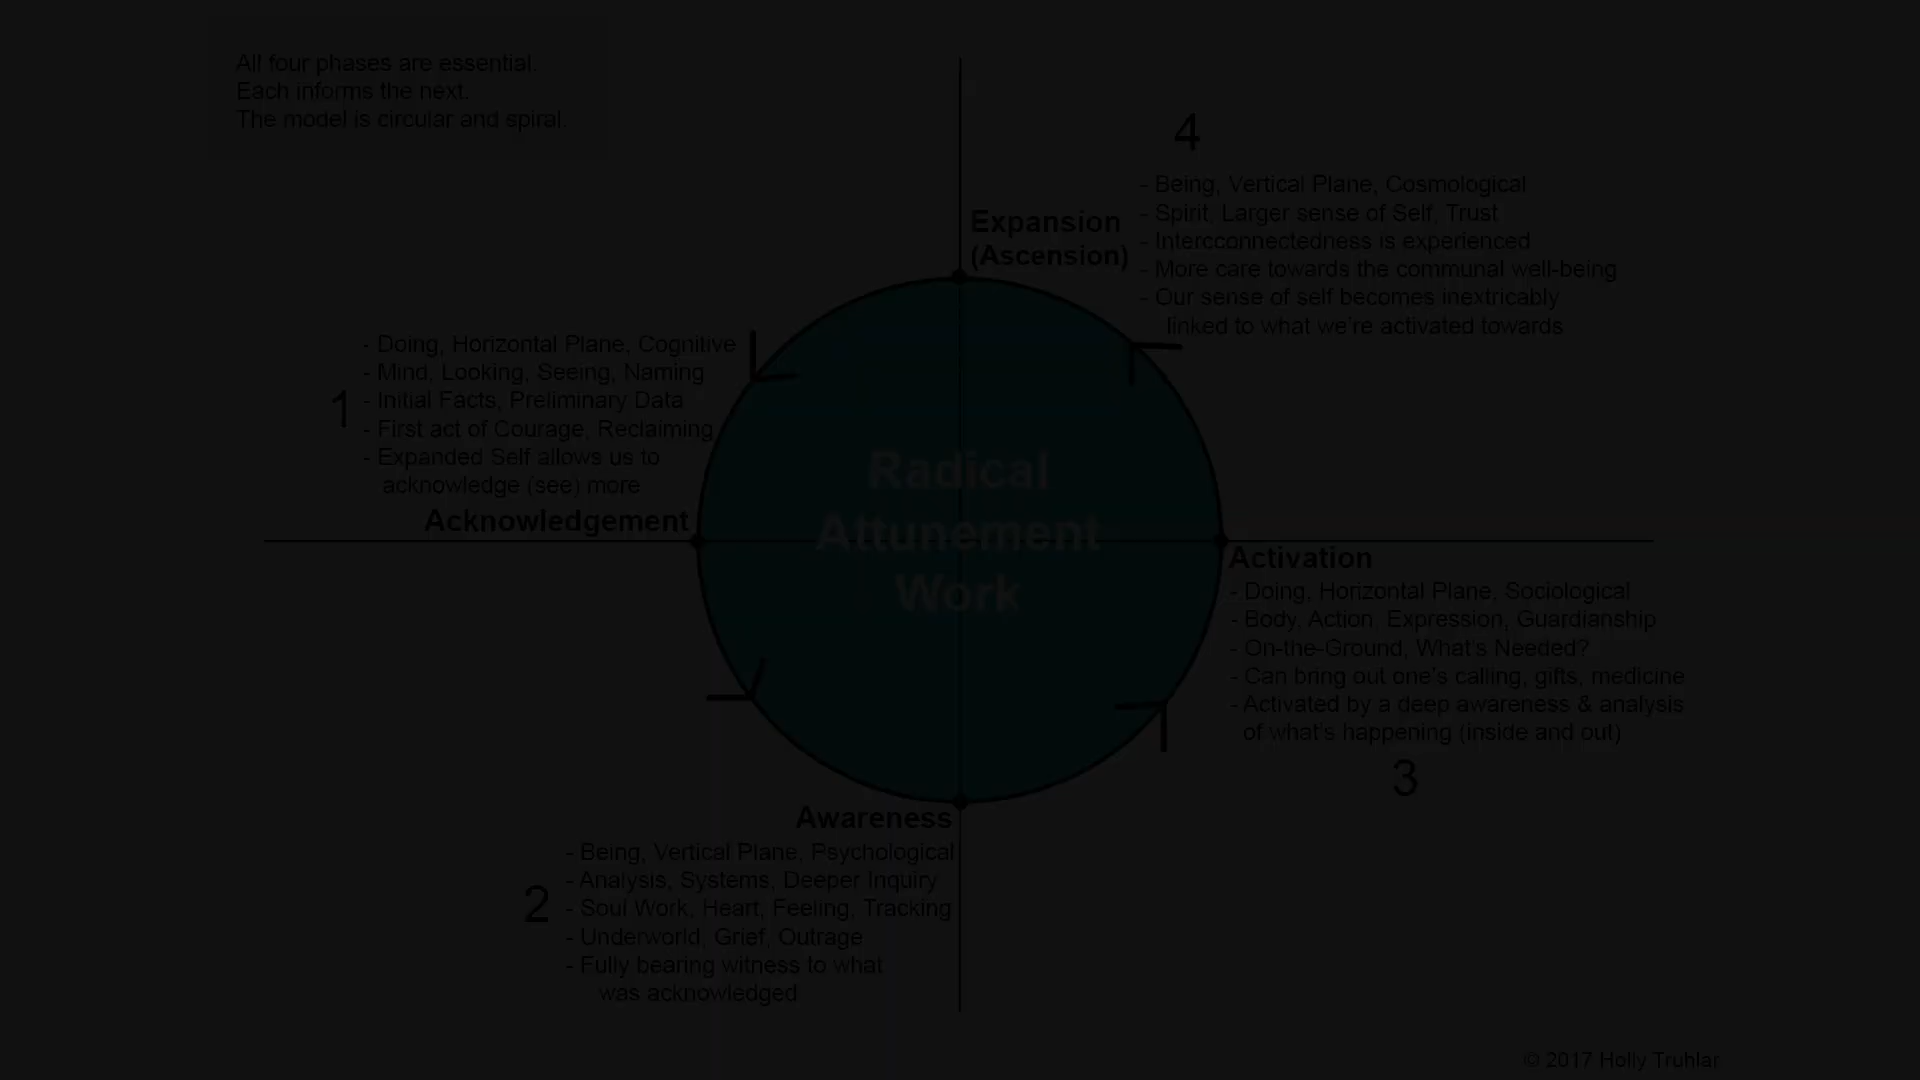 All four phases are essential.
Each informs the next.
The model is circular and spiral.
4
Expansion
(Ascension)
- Being, Vertical Plane, Cosmological
- Spirit, Larger sense of Self, Trust
- Intercconnectedness is experienced
- More care towards the communal well-being
- Our sense of self becomes inextricably
linked to what we're activated towards
1
- Doing, Horizontal Plane, Cognitive
- Mind, Looking, Seeing, Naming
- Initial Facts, Preliminary Data
- First act of Courage, Reclaiming
- Expanded Self allows us to
acknowledge (see) more
Acknowledgement
Radical
Attunement
Work
Activation
- Doing, Horizontal Plane, Sociological
- Body, Action, Expression, Guardianship
- On-the-Ground, What's Needed?
- Can bring out one's calling, gifts, medicine
- Activated by a deep awareness & analysis
of what's happening (inside and out)
3
Awareness
2
- Being, Vertical Plane, Psychological
- Analysis, Systems, Deeper Inquiry
- Soul Work, Heart, Feeling, Tracking
- Underworld, Grief, Outrage
- Fully bearing witness to what
was acknowledged
© 2017 Holly Truhlar